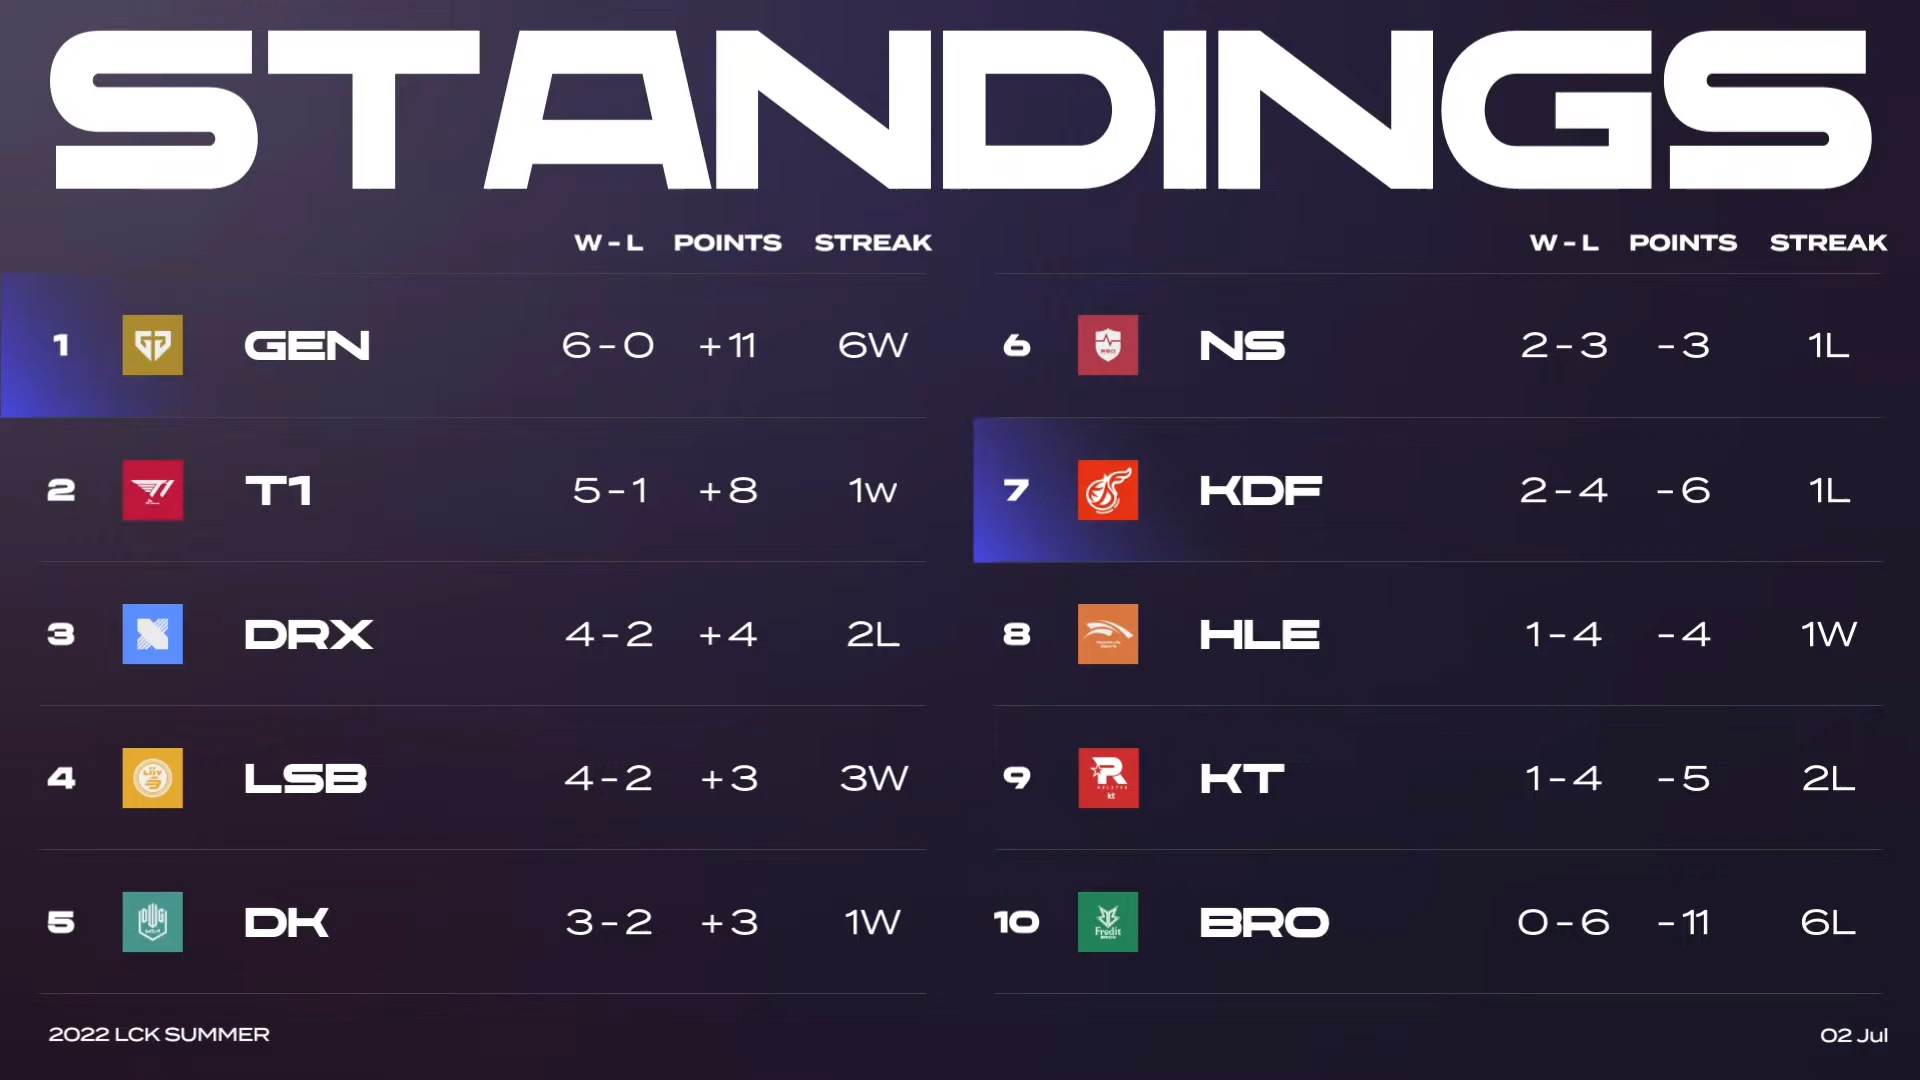 STANDINGS
W - L POINTS STREAK
1 GEN 6 - 0 +11 6W
2 T1 5 - 1 +8 1w
3 DRX 4 - 2 +4 2L
4 LSB 4 - 2 +3 3W
5 DK 3 - 2 +3 1W
W - L POINTS STREAK
6 NS 2 - 3 -3 1L
7 KDF 2 - 4 -6 1L
8 HLE 1 - 4 -4 1W
9 KT 1 - 4 -5 2L
kt
10 Fredit BRO 0 - 6 -11 6L
2022 LCK SUMMER
02 Jul